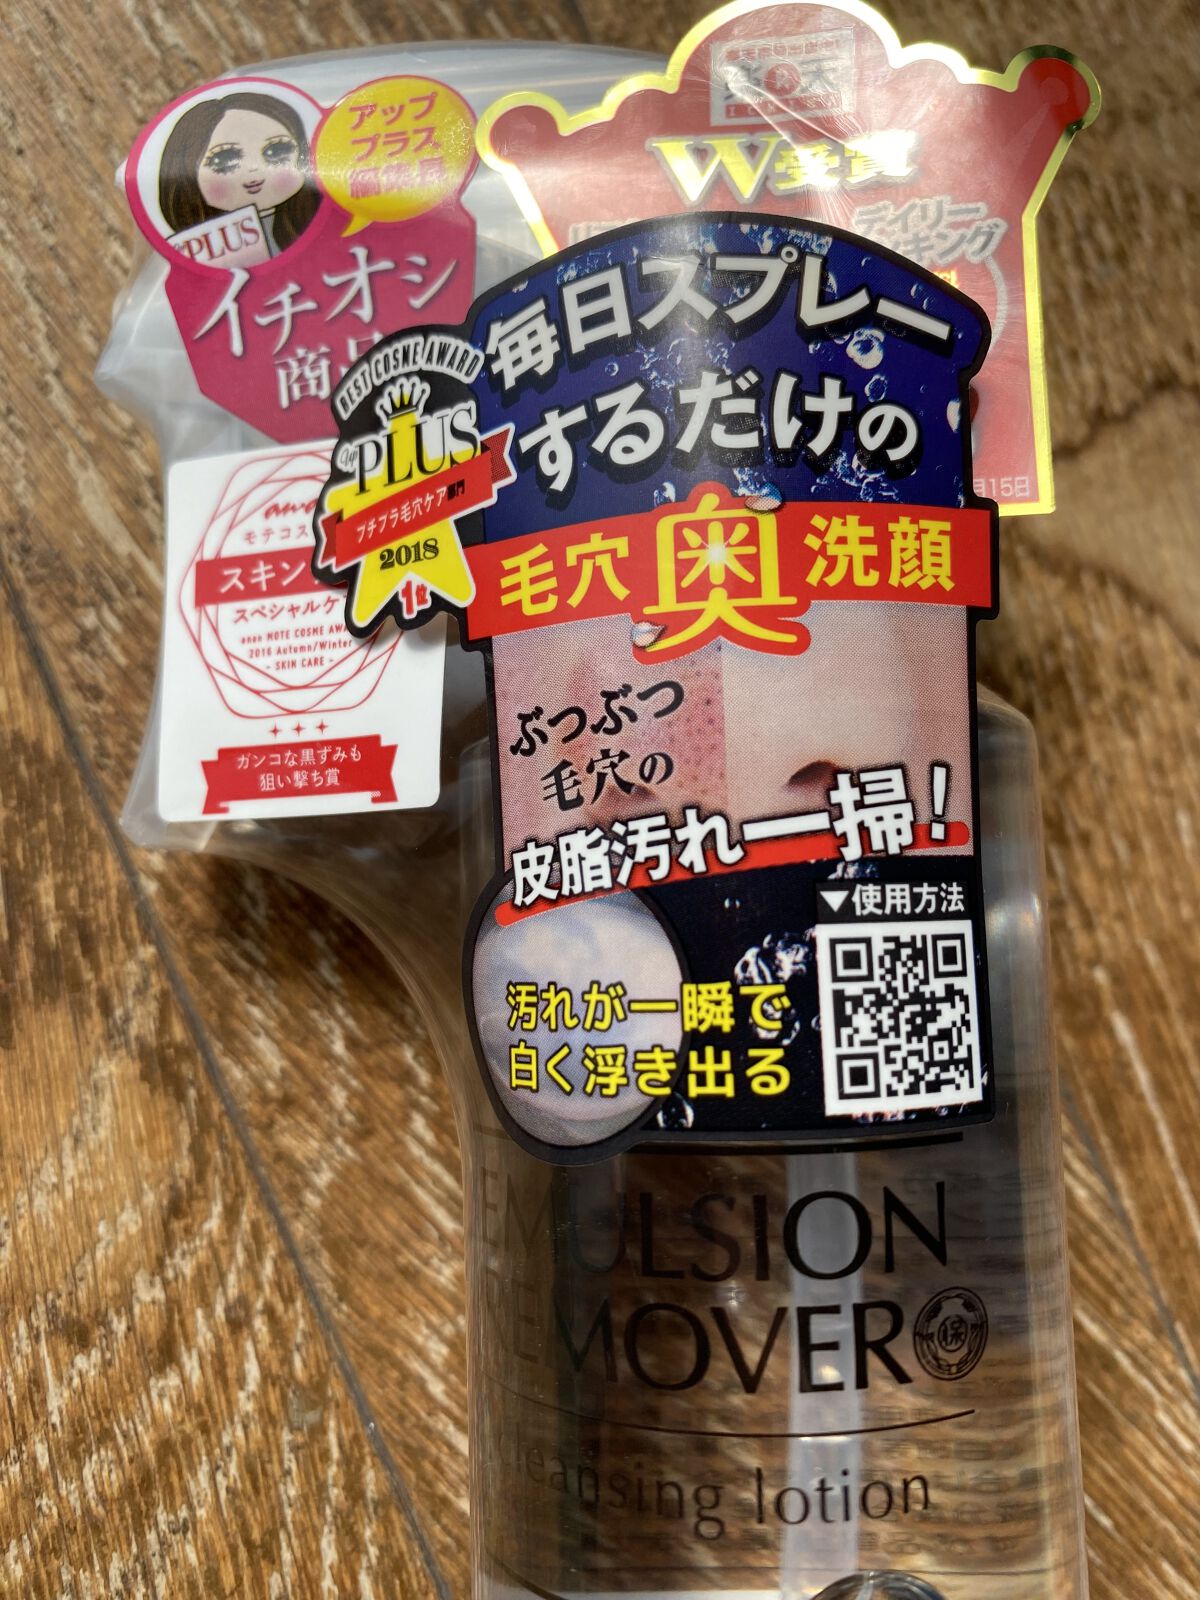 アップ
プラス
PLUS
イチオシ
商品
楽天
W受賞
デイリー
BEST COSME AWARD
Up PLUS
プチプラ毛穴ケア部門
2018
1位
モテコス
スキン
スペシャルケ
anan MOTE COSME AWA
2016 Autumn/Winter
- SKIN CARE -
ガンコな黒ずみも
狙い撃ち賞
15日
毎日スプレー
するだけの
毛穴奥洗顔
ぶつぶつ
毛穴の
皮脂汚れ一掃!
▼使用方法
汚れが一瞬で
白く浮き出る
EMULSION
REMOVER
保
cleansing lotion